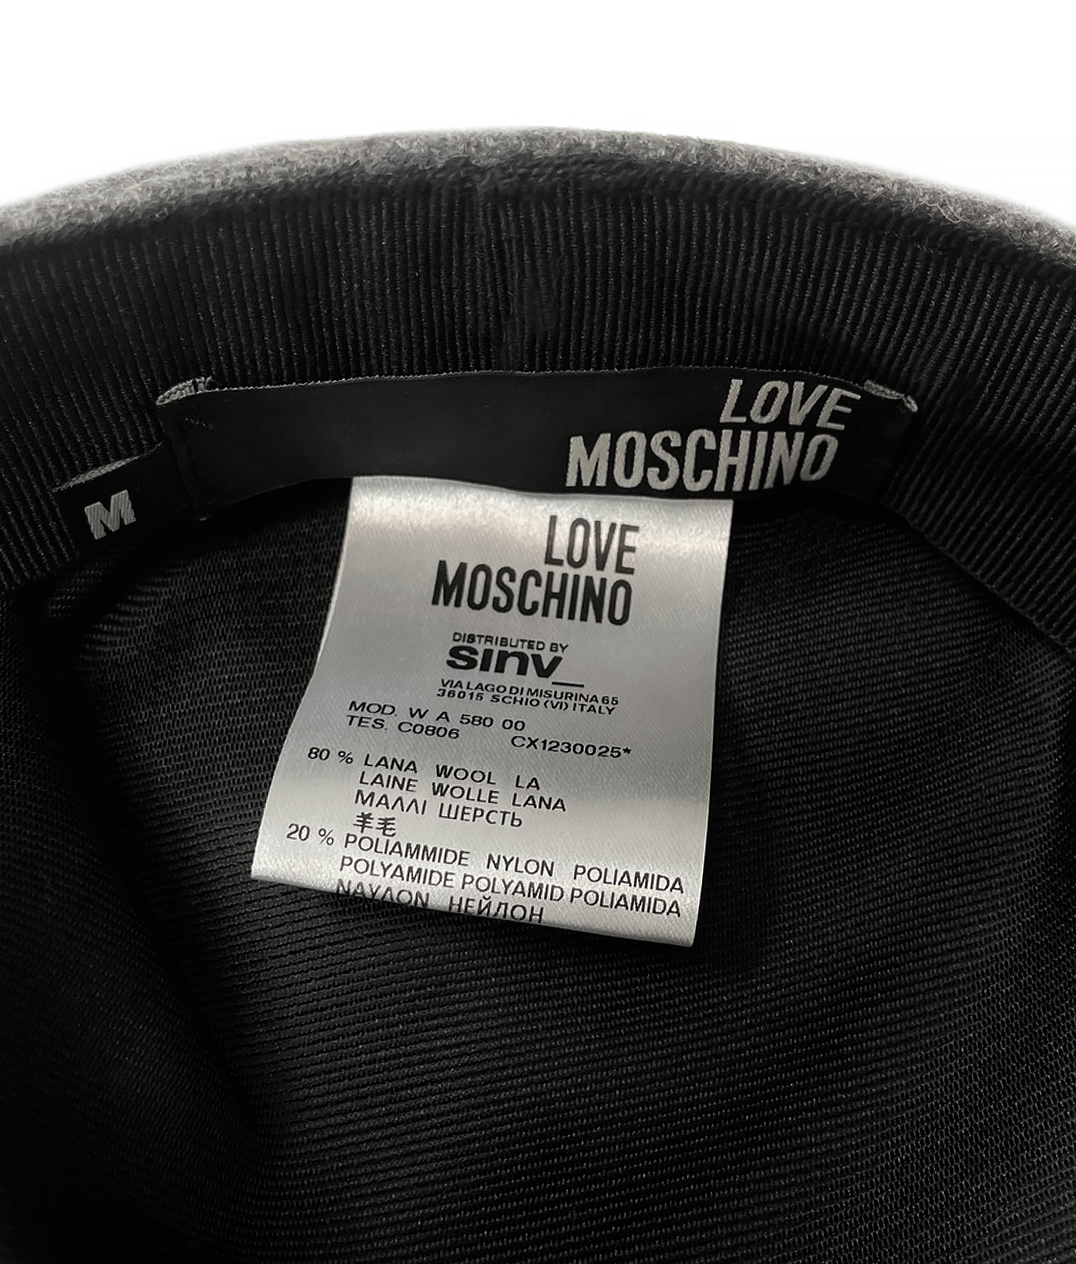 LOVE
MOSCHINO
M
LOVE
MOSCHINO
DISTRIBUTED BY
sinv_
VIA LAGO DI MISURINA 65
36015 SCHIO (VI) ITALY
MOD. W A 580 00
TES. C0806 CX1230025*
80 % LANA WOOL LA
LAINE WOLLE LANA
ΜΑΛΛΙ ШЕРСТЬ
羊毛
20 % POLIAMMIDE NYLON POLIAMIDA
POLYAMIDE POLYAMID POLIAMIDA
ΝΑΥΛΟΝ НЕЙЛОН